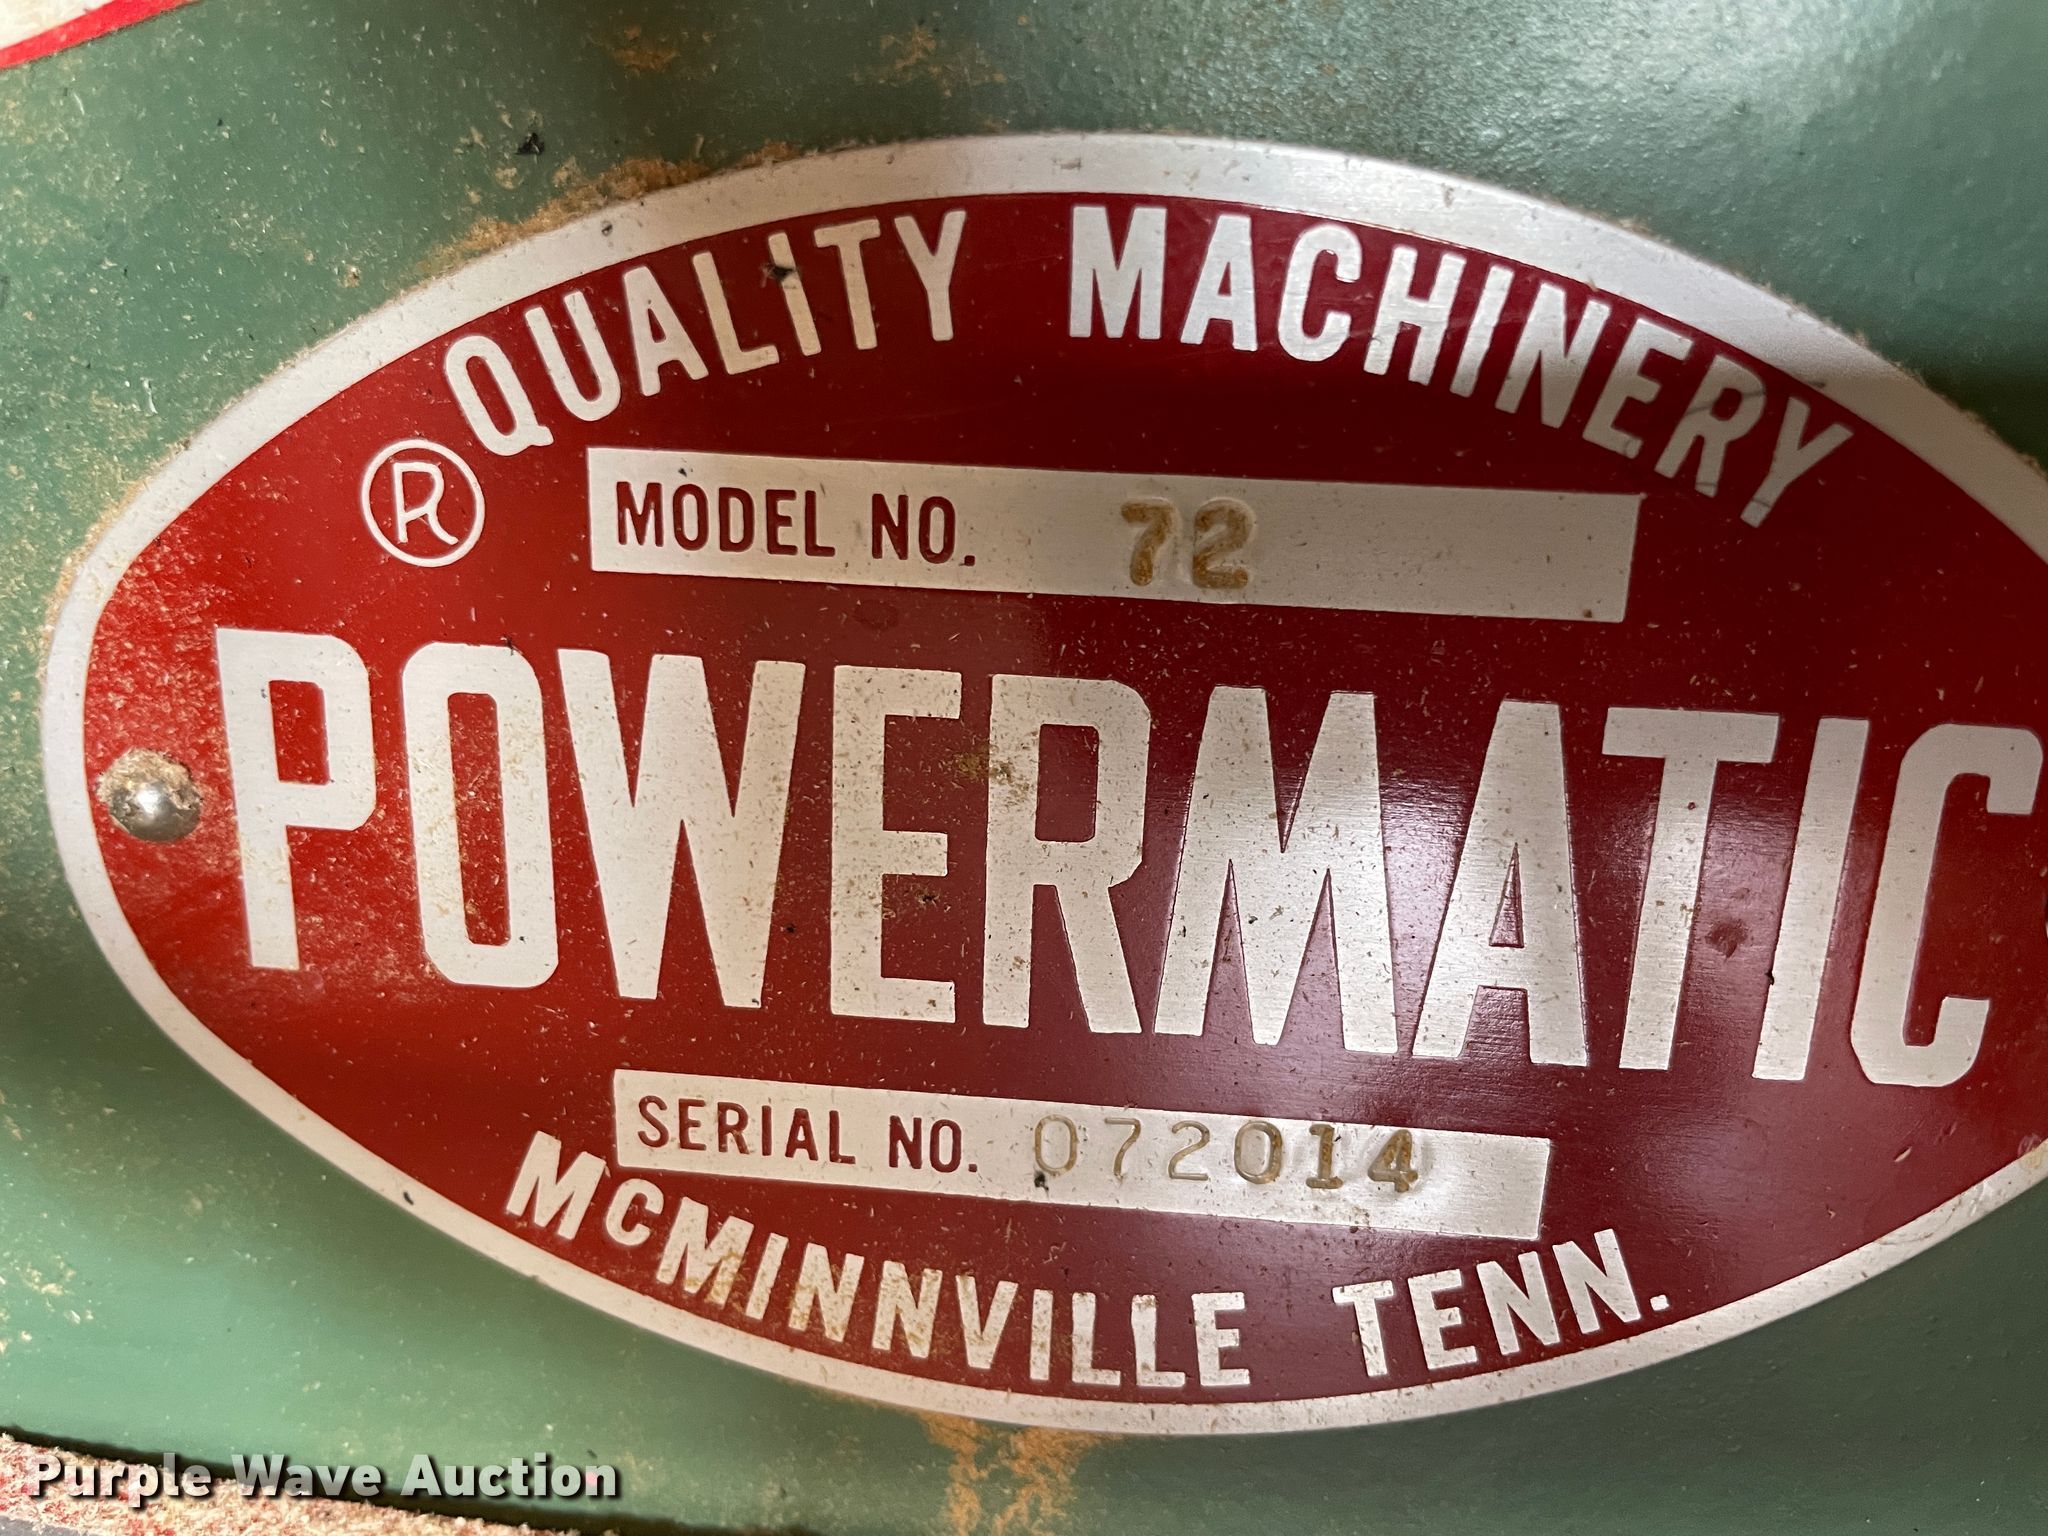 QUALITY MACHINERY
®
MODEL NO. 72
POWERMATIC
SERIAL NO. 072014
McMINNVILLE TENN.
Purple Wave Auction